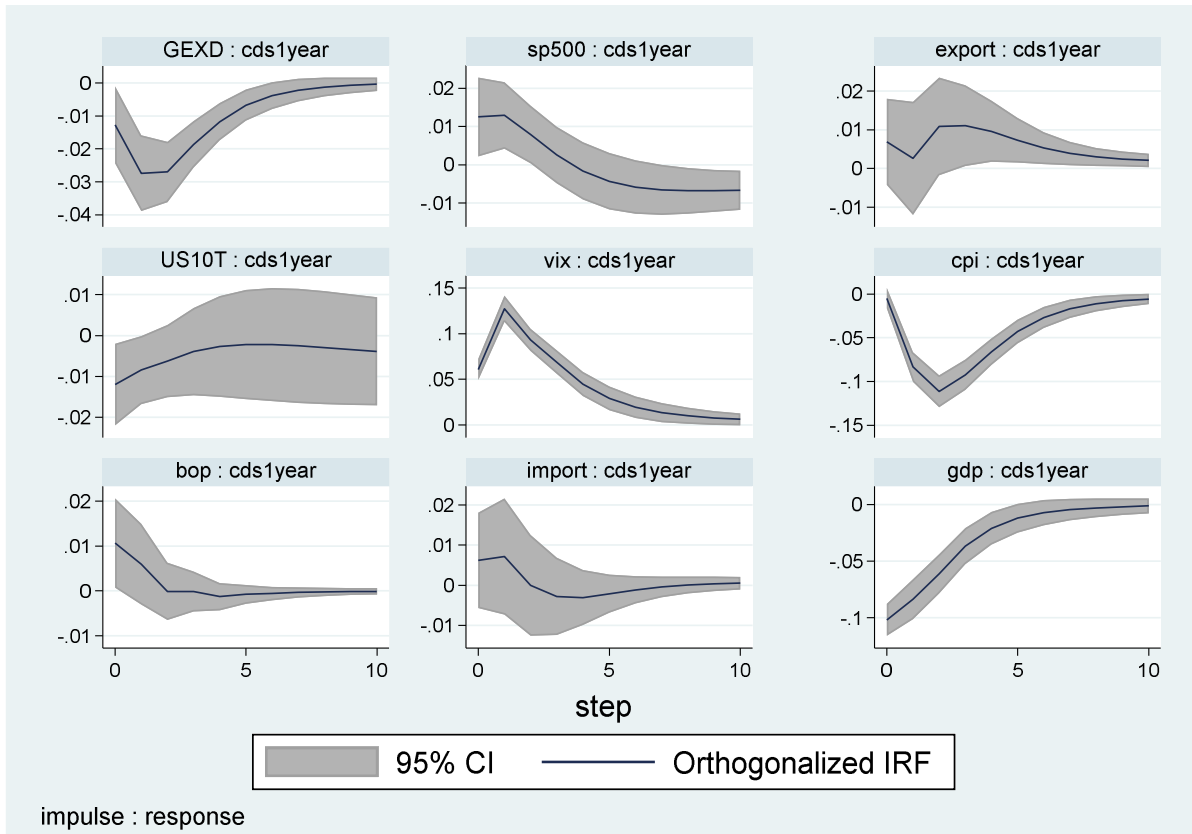 GEXD : cds1year
0
-.01
-.02
-.03
-.04
sp500 : cds1year
.02
.01
0
-.01
export : cds1year
.02
.01
0
-.01
US10T : cds1year
.01
0
-.01
-.02
vix : cds1year
.15
.1
.05
0
cpi : cds1year
0
-.05
-.1
-.15
bop : cds1year
.02
.01
0
-.01
0 5 10
import : cds1year
.02
.01
0
-.01
0 5 10
gdp : cds1year
0
-.05
-.1
0 5 10
step
95% CI Orthogonalized IRF
impulse : response